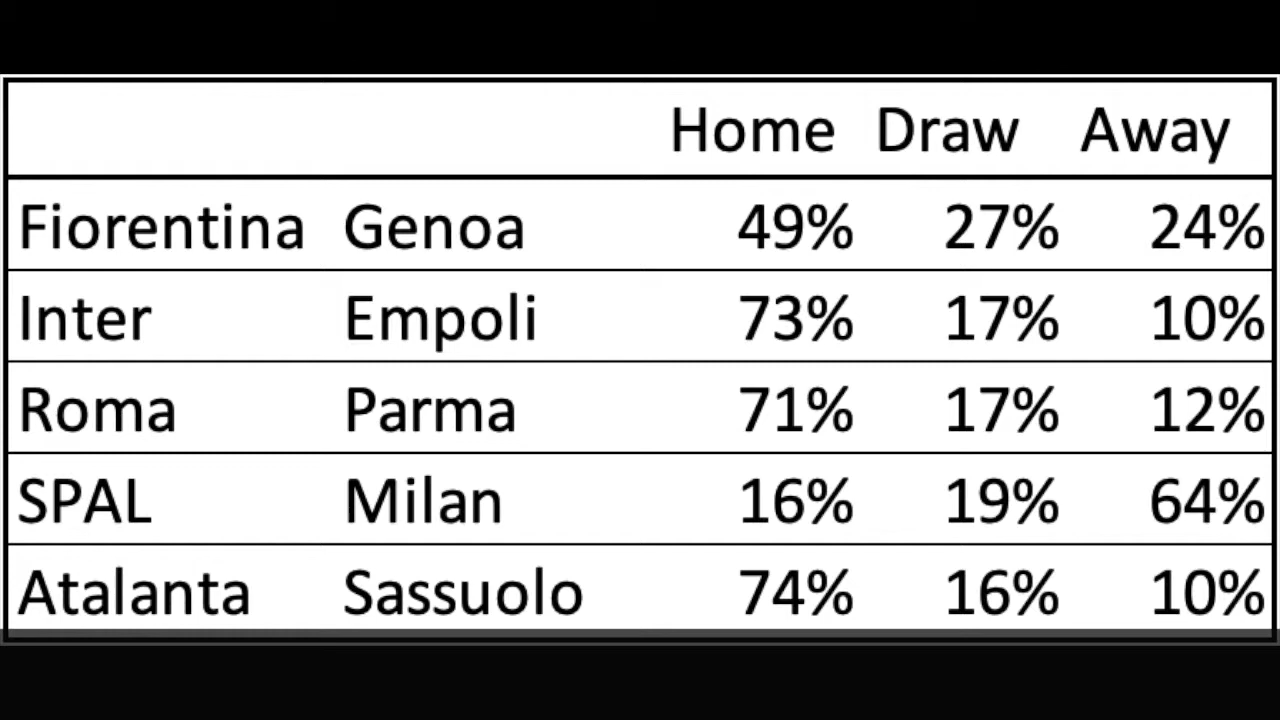 Home Draw Away
Fiorentina Genoa 49% 27% 24%
Inter Empoli 73% 17% 10%
Roma Parma 71% 17% 12%
SPAL Milan 16% 19% 64%
Atalanta Sassuolo 74% 16% 10%